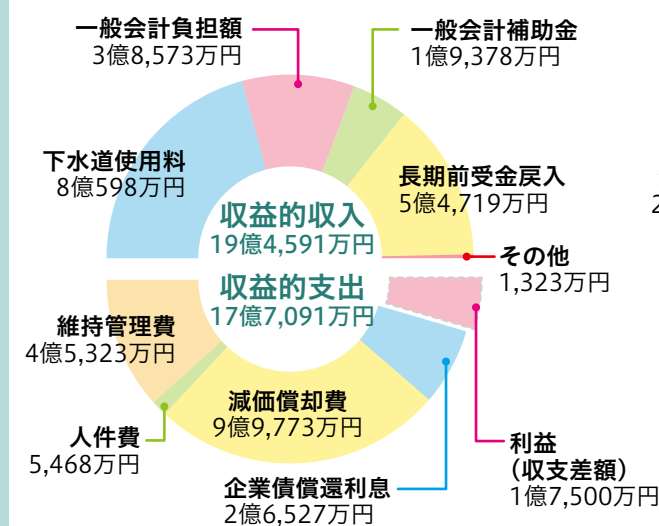 一般会計負担額
3億8,573万円
一般会計補助金
1億9,378万円
下水道使用料
8億598万円
長期前受金戻入
5億4,719万円
収益的収入
19億4,591万円
その他
1,323万円
収益的支出
17億7,091万円
維持管理費
4億5,323万円
減価償却費
9億9,773万円
人件費
5,468万円
企業債償還利息
2億6,527万円
利益
(収支差額)
1億7,500万円
2